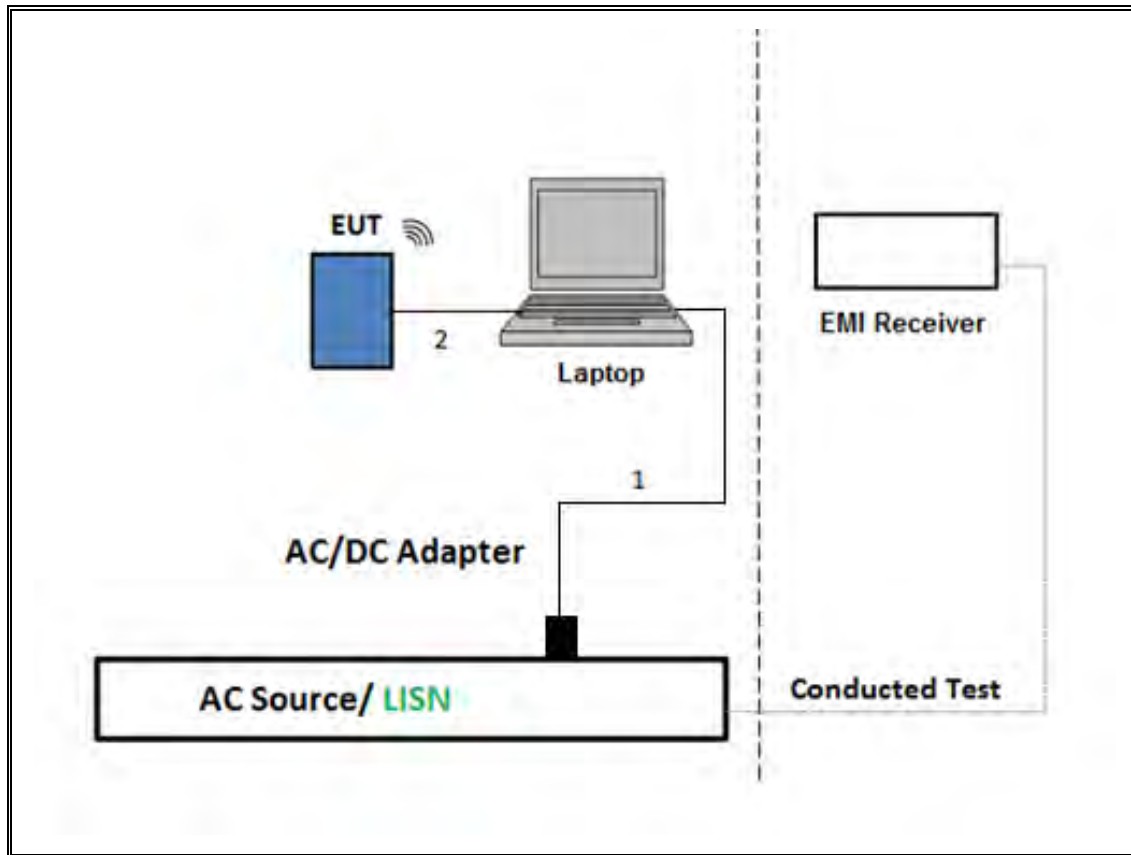 EUT
2
Laptop
EMI Receiver
1
AC/DC Adapter
AC Source/ LISN
Conducted Test